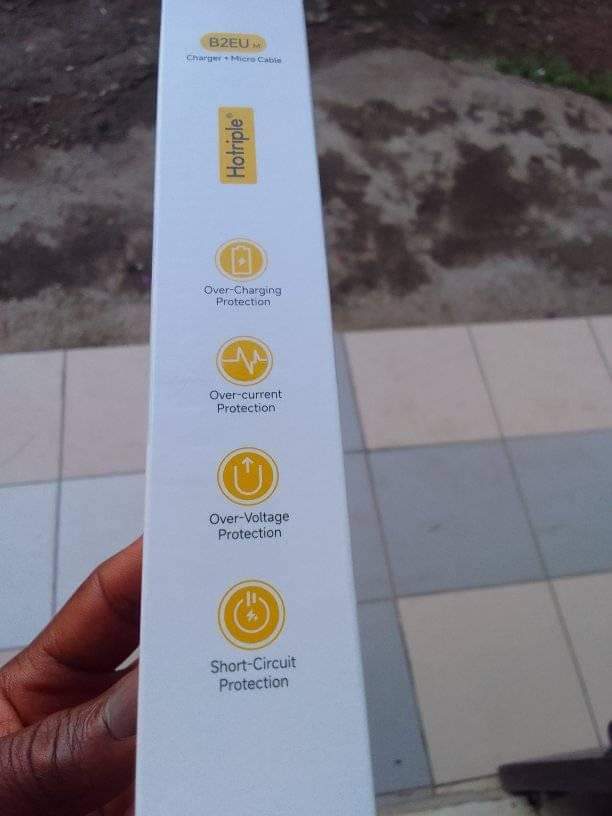 B2EU M
Charger + Micro Cable
Hotriple®
Over-Charging
Protection
Over-current
Protection
Over-Voltage
Protection
Short-Circuit
Protection